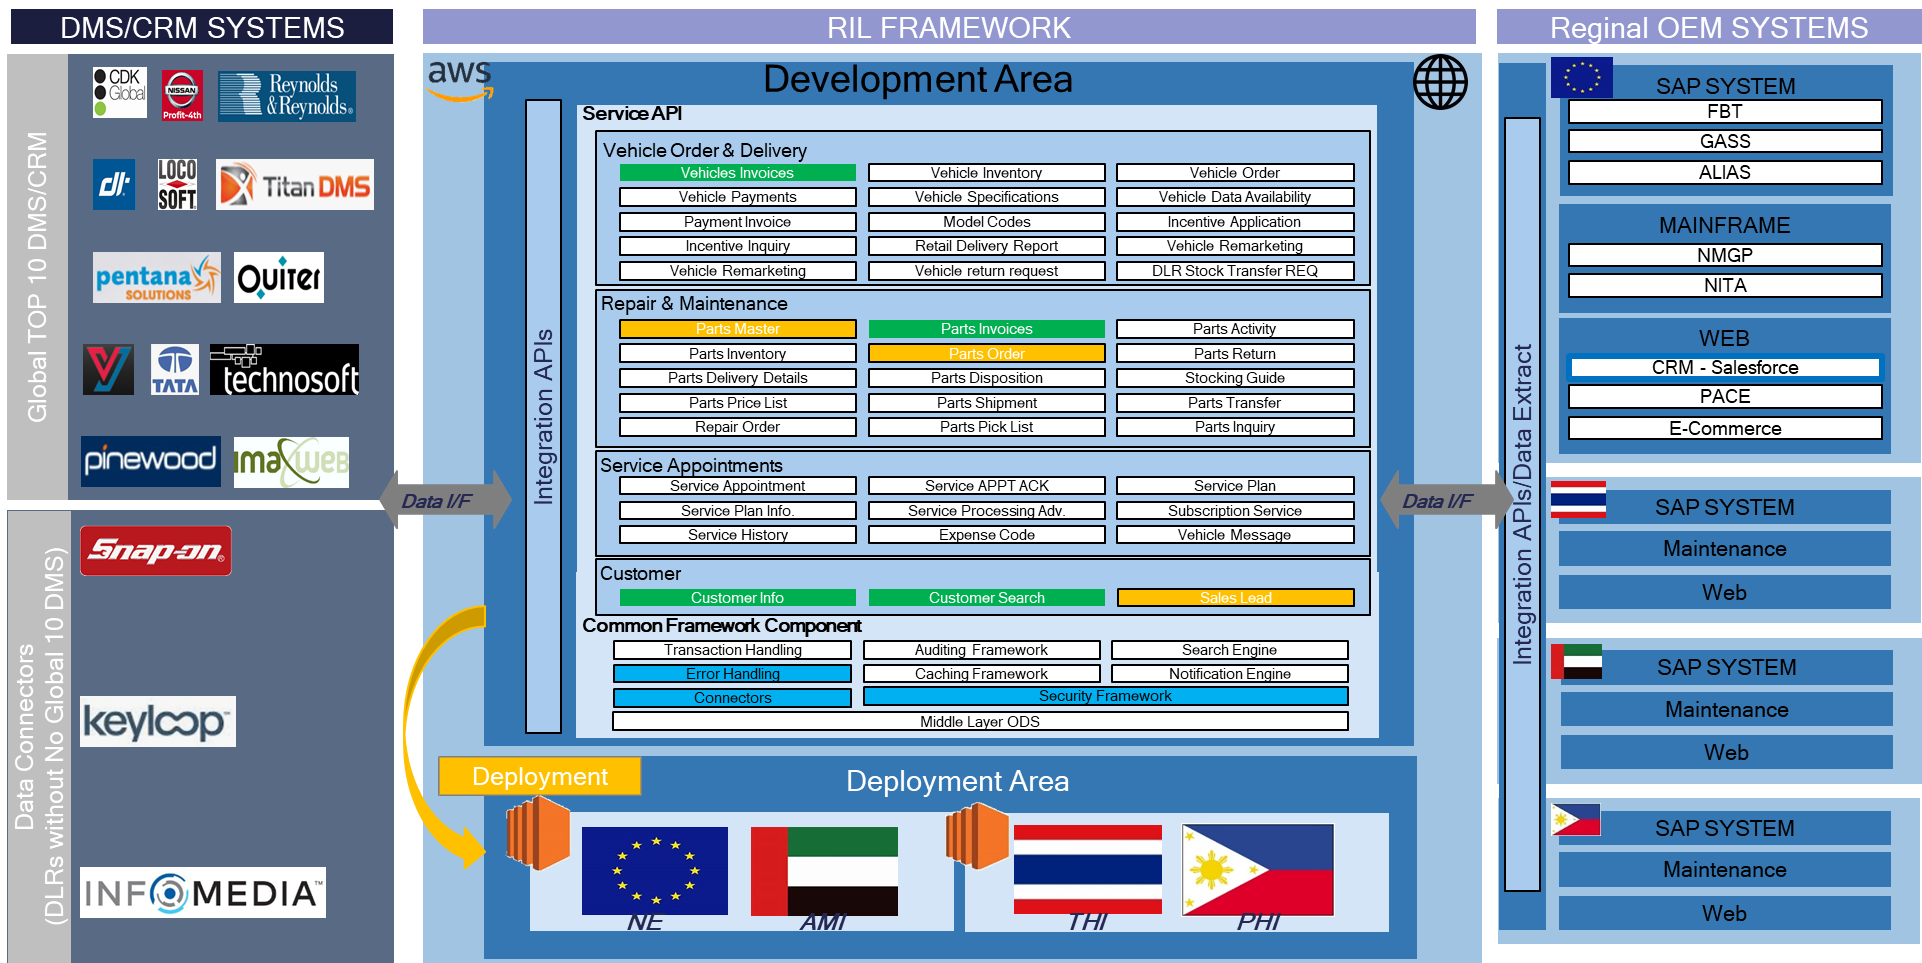 DMS/CRM SYSTEMS
RIL FRAMEWORK
Reginal OEM SYSTEMS
Global TOP 10 DMS/CRM
CDK
Global
NISSAN
Profit-4th
Reynolds
&Reynolds®
dlt
LOCO
SOFT
Titan DMS
pentana
SOLUTIONS
Quiter
TATA
technosoft
pinewood
imaxweb
Data Connectors
(DLRs without No Global 10 DMS)
Snap-on®
keyloop™
INFOMEDIA™
Data I/F
aws
Development Area
Integration APIs
Service API
Vehicle Order & Delivery
Vehicles Invoices
Vehicle Inventory
Vehicle Order
Vehicle Payments
Vehicle Specifications
Vehicle Data Availability
Payment Invoice
Model Codes
Incentive Application
Incentive Inquiry
Retail Delivery Report
Vehicle Remarketing
Vehicle Remarketing
Vehicle return request
DLR Stock Transfer REQ
Repair & Maintenance
Parts Master
Parts Invoices
Parts Activity
Parts Inventory
Parts Order
Parts Return
Parts Delivery Details
Parts Disposition
Stocking Guide
Parts Price List
Parts Shipment
Parts Transfer
Repair Order
Parts Pick List
Parts Inquiry
Service Appointments
Service Appointment
Service APPT ACK
Service Plan
Service Plan Info.
Service Processing Adv.
Subscription Service
Service History
Expense Code
Vehicle Message
Customer
Customer Info
Customer Search
Sales Lead
Common Framework Component
Transaction Handling
Auditing Framework
Search Engine
Error Handling
Caching Framework
Notification Engine
Connectors
Security Framework
Middle Layer ODS
Deployment
Deployment Area
NE
AMI
THI
PHI
Data I/F
Integration APIs/Data Extract
SAP SYSTEM
FBT
GASS
ALIAS
MAINFRAME
NMGP
NITA
WEB
CRM - Salesforce
PACE
E-Commerce
SAP SYSTEM
Maintenance
Web
SAP SYSTEM
Maintenance
Web
SAP SYSTEM
Maintenance
Web